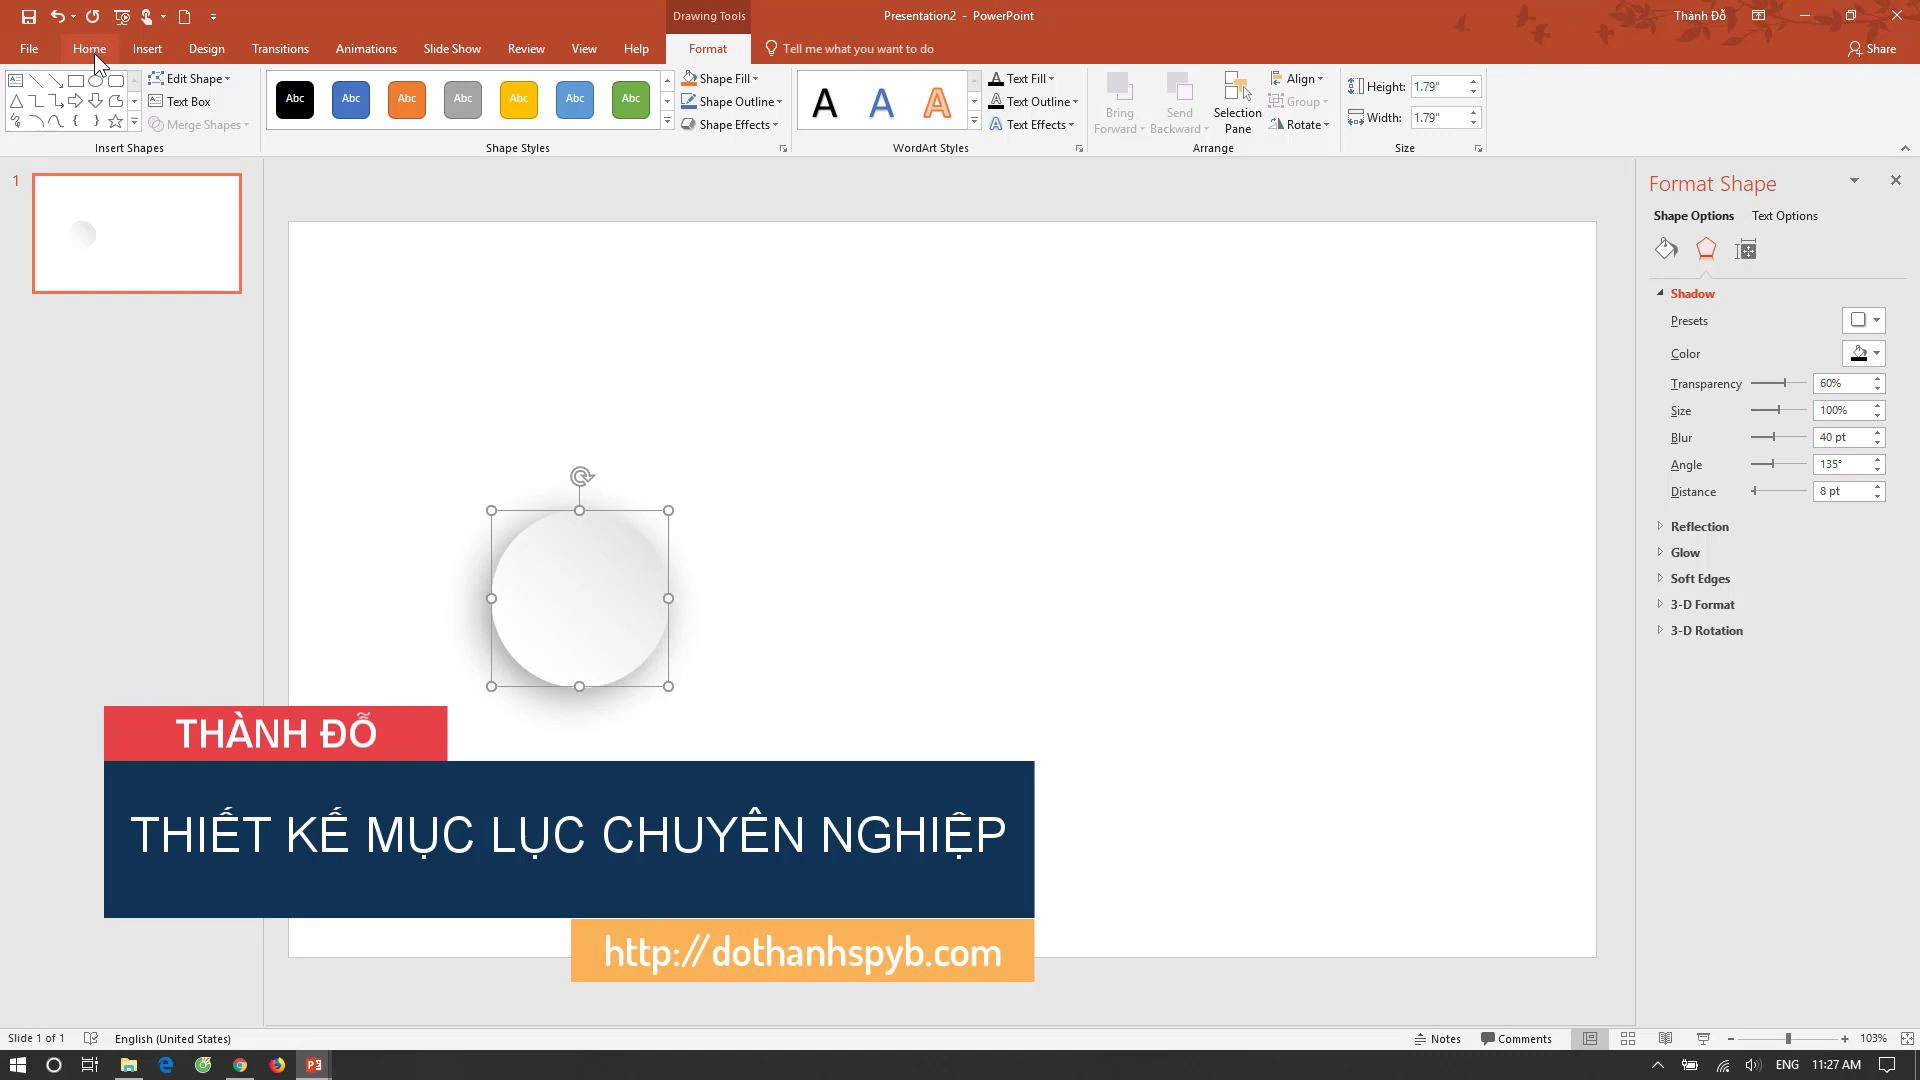 Drawing Tools
Presentation2 - PowerPoint
Thành Đỗ
File
Home
Insert
Design
Transitions
Animations
Slide Show
Review
View
Help
Format
Tell me what you want to do
Share
Edit Shape
Text Box
Merge Shapes
Insert Shapes
Abc
Abc
Abc
Abc
Abc
Abc
Abc
Shape Fill
Shape Outline
Shape Effects
Shape Styles
A
A
A
Text Fill
Text Outline
Text Effects
WordArt Styles
Bring
Forward
Send
Backward
Selection
Pane
Align
Group
Rotate
Arrange
Height:
1.79"
Width:
1.79"
Size
1
Format Shape
Shape Options
Text Options
Shadow
Presets
Color
Transparency
60%
Size
100%
Blur
40 pt
Angle
135°
Distance
8 pt
Reflection
Glow
Soft Edges
3-D Format
3-D Rotation
THÀNH ĐỖ
THIẾT KẾ MỤC LỤC CHUYÊN NGHIỆP
http://dothanhspyb.com
Slide 1 of 1
English (United States)
Notes
Comments
103%
ENG
11:27 AM